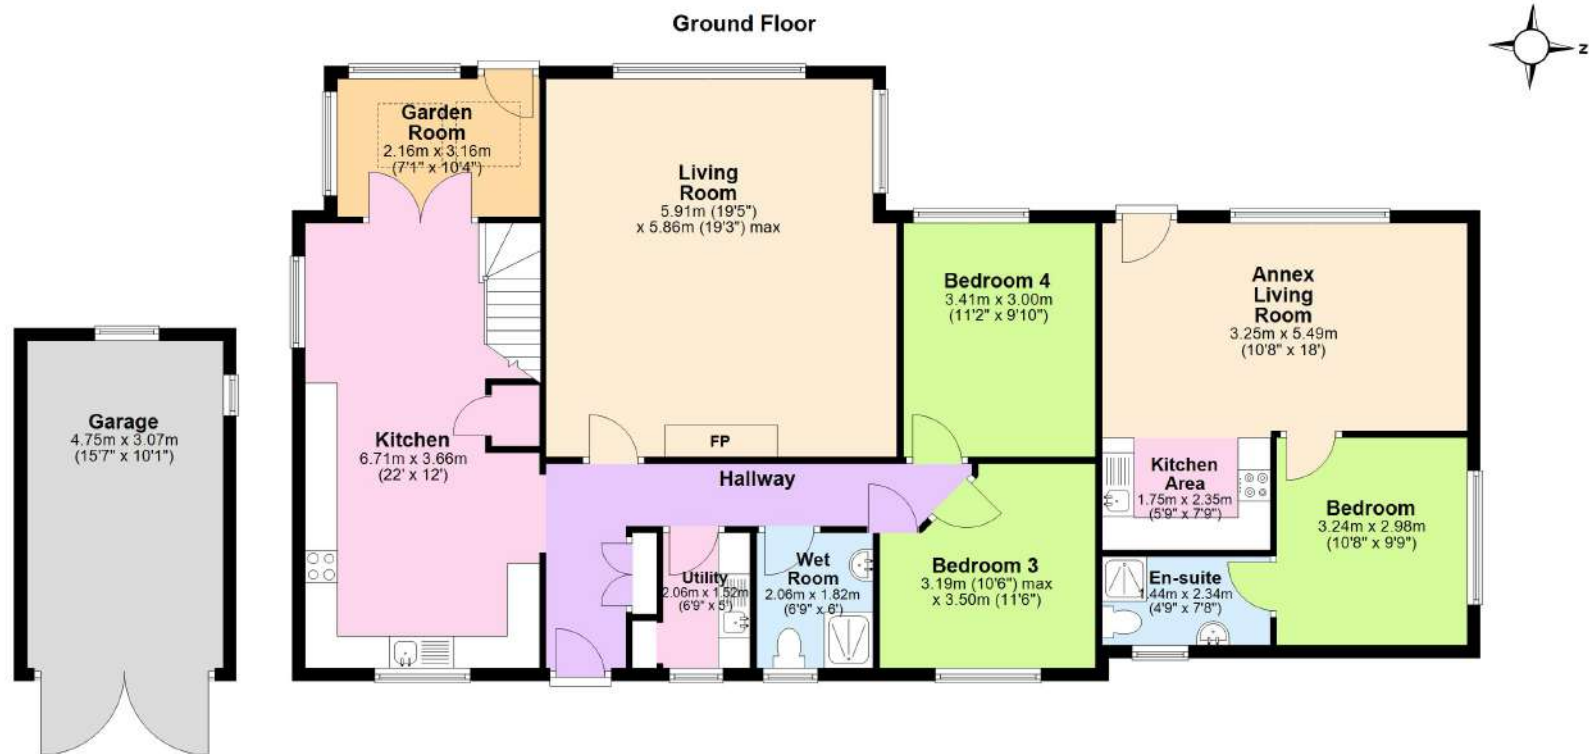 Ground Floor
z
Garden
Room
2.16m x 3.16m
(7'1" x 10'4")
Living
Room
5.91m (19'5")
x 5.86m (19'3") max
Bedroom 4
3.41m x 3.00m
(11'2" x 9'10")
Annex
Living
Room
3.25m x 5.49m
(10'8" x 18')
Garage
4.75m x 3.07m
(15'7" x 10'1")
Kitchen
6.71m x 3.66m
(22' x 12')
FP
Hallway
Kitchen
Area
1.75m x 2.35m
(5'9" x 7'9")
Bedroom
3.24m x 2.98m
(10'8" x 9'9")
Utility
2.06m x 1.52m
(6'9" x 5')
Wet
Room
2.06m x 1.82m
(6'9" x 6')
Bedroom 3
3.19m (10'6") max
x 3.50m (11'6")
En-suite
1.44m x 2.34m
(4'9" x 7'8")